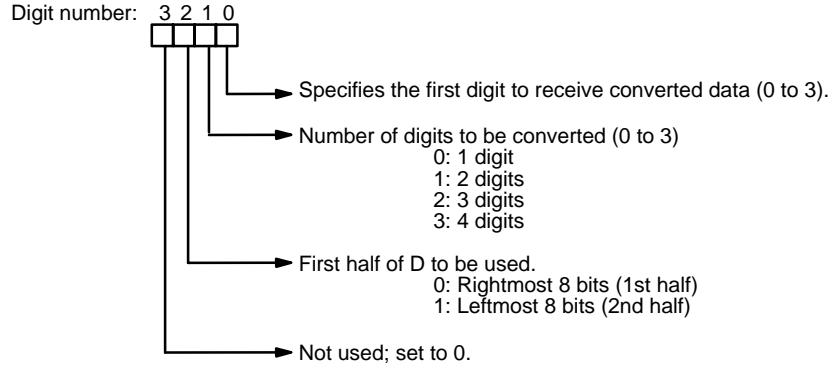 Digit number: 3 2 1 0
Specifies the first digit to receive converted data (0 to 3).
Number of digits to be converted (0 to 3)
0: 1 digit
1: 2 digits
2: 3 digits
3: 4 digits
First half of D to be used.
0: Rightmost 8 bits (1st half)
1: Leftmost 8 bits (2nd half)
Not used; set to 0.